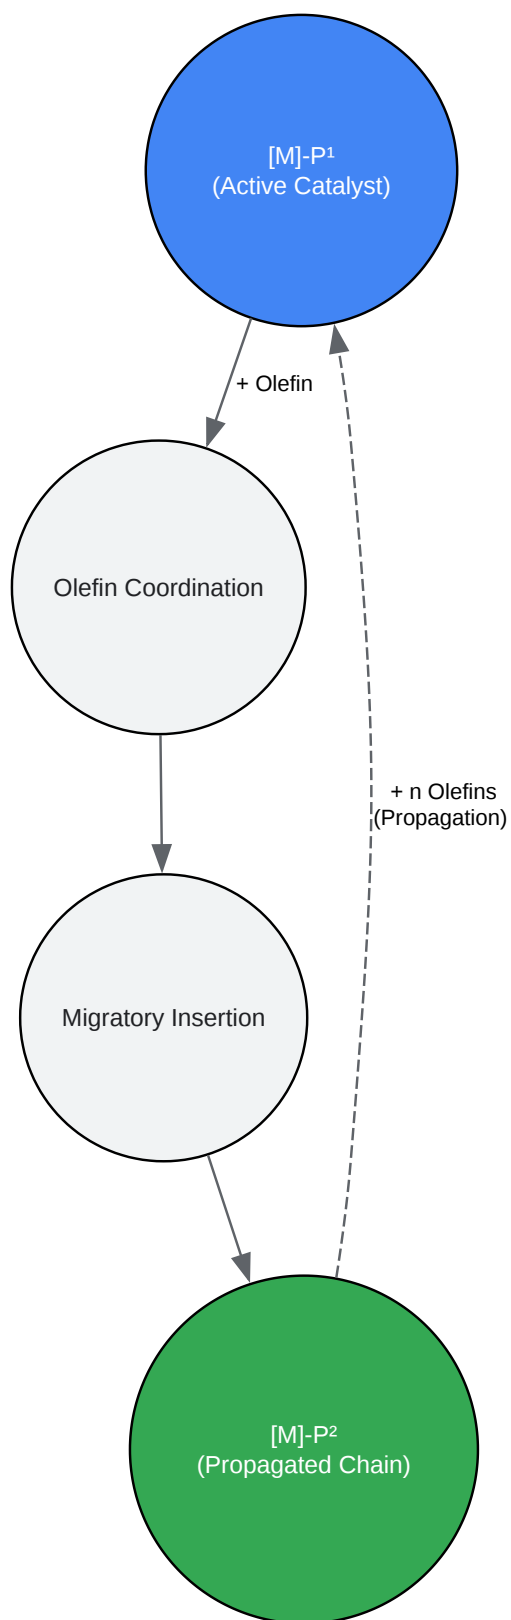 [M]-P¹
(Active Catalyst)
+ Olefin
Olefin Coordination
+ n Olefins
(Propagation)
Migratory Insertion
[M]-P²
(Propagated Chain)